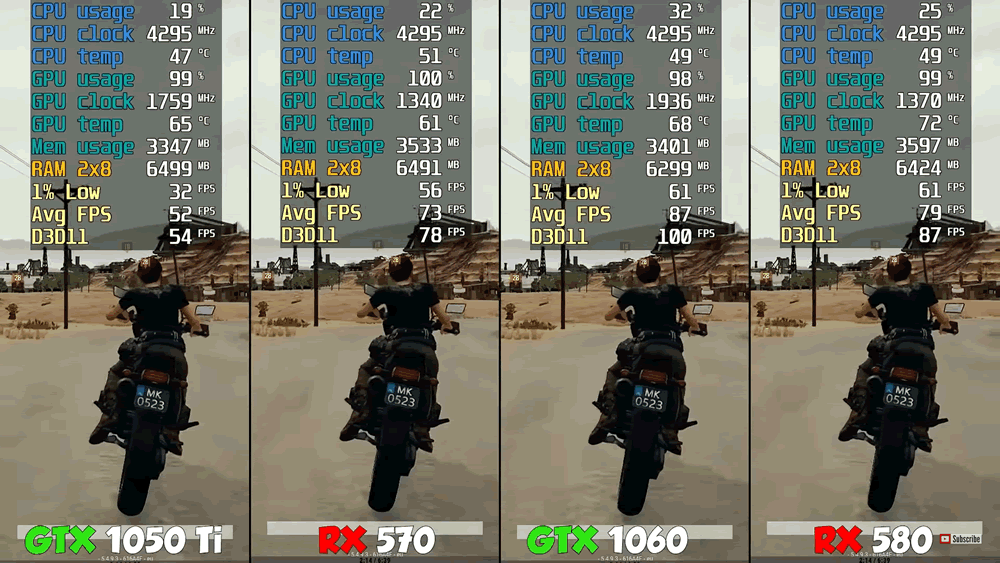 CPU usage 19 %
CPU clock 4295 MHz
CPU temp 47 °C
GPU usage 99 %
GPU clock 1759 MHz
GPU temp 65 °C
Mem usage 3347 MB
RAM 2x8 6499 MB
1% Low 32 FPS
Avg FPS 52 FPS
D3D11 54 FPS
MK
0523
GTX 1050 Ti
CPU usage 22 %
CPU clock 4295 MHz
CPU temp 51 °C
GPU usage 100 %
GPU clock 1340 MHz
GPU temp 61 °C
Mem usage 3533 MB
RAM 2x8 6491 MB
1% Low 56 FPS
Avg FPS 73 FPS
D3D11 78 FPS
MK
0523
RX 570
CPU usage 32 %
CPU clock 4295 MHz
CPU temp 49 °C
GPU usage 98 %
GPU clock 1936 MHz
GPU temp 68 °C
Mem usage 3401 MB
RAM 2x8 6299 MB
1% Low 61 FPS
Avg FPS 87 FPS
D3D11 100 FPS
MK
0523
GTX 1060
CPU usage 25 %
CPU clock 4295 MHz
CPU temp 49 °C
GPU usage 99 %
GPU clock 1370 MHz
GPU temp 72 °C
Mem usage 3597 MB
RAM 2x8 6424 MB
1% Low 61 FPS
Avg FPS 79 FPS
D3D11 87 FPS
MK
0523
RX 580
Subscribe